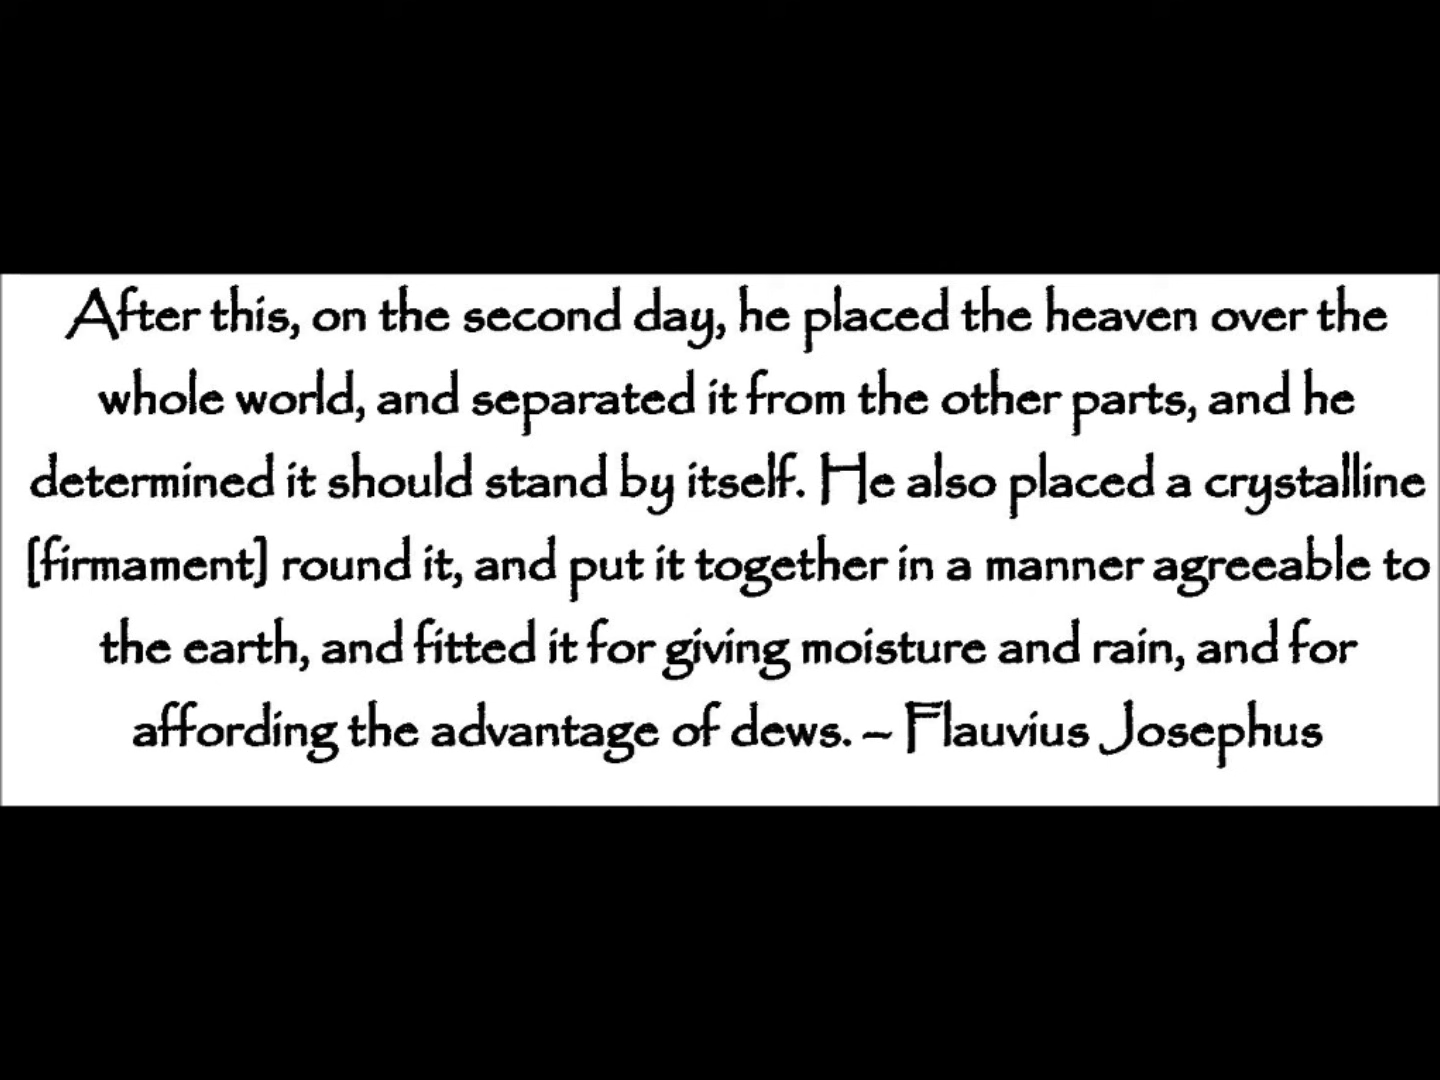 After this, on the second day, he placed the heaven over the
whole world, and separated it from the other parts, and he
determined it should stand by itself. He also placed a crystalline
[firmament] round it, and put it together in a manner agreeable to
the earth, and fitted it for giving moisture and rain, and for
affording the advantage of dews. – Flauvius Josephus